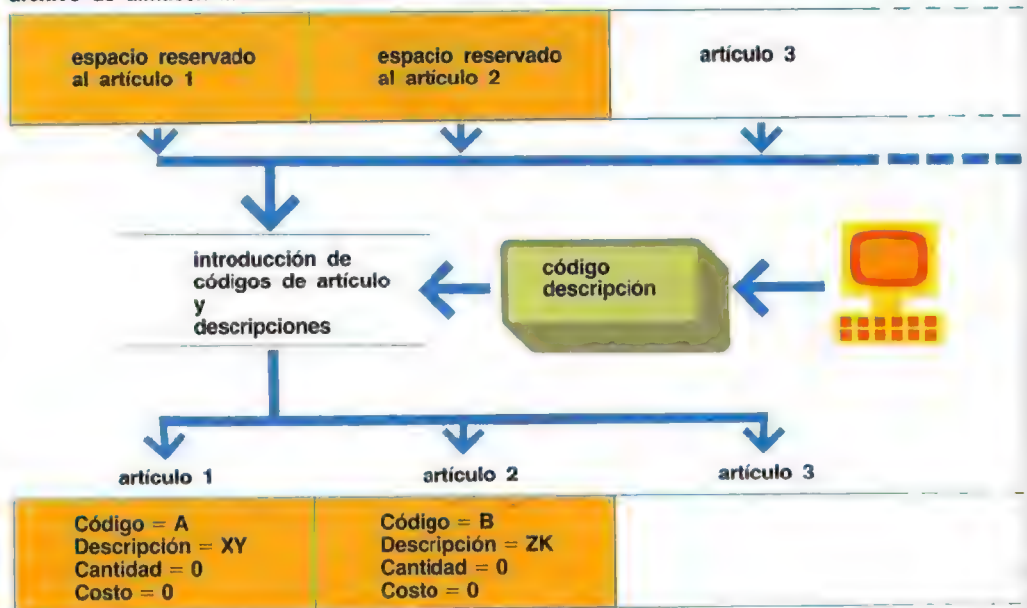 espacio reservado
al artículo 1
espacio reservado
al artículo 2
artículo 3
introducción de
códigos de artículo
y
descripciones
código
descripción
artículo 1
artículo 2
artículo 3
Código = A
Descripción = XY
Cantidad = 0
Costo = 0
Código = B
Descripción = ZK
Cantidad = 0
Costo = 0